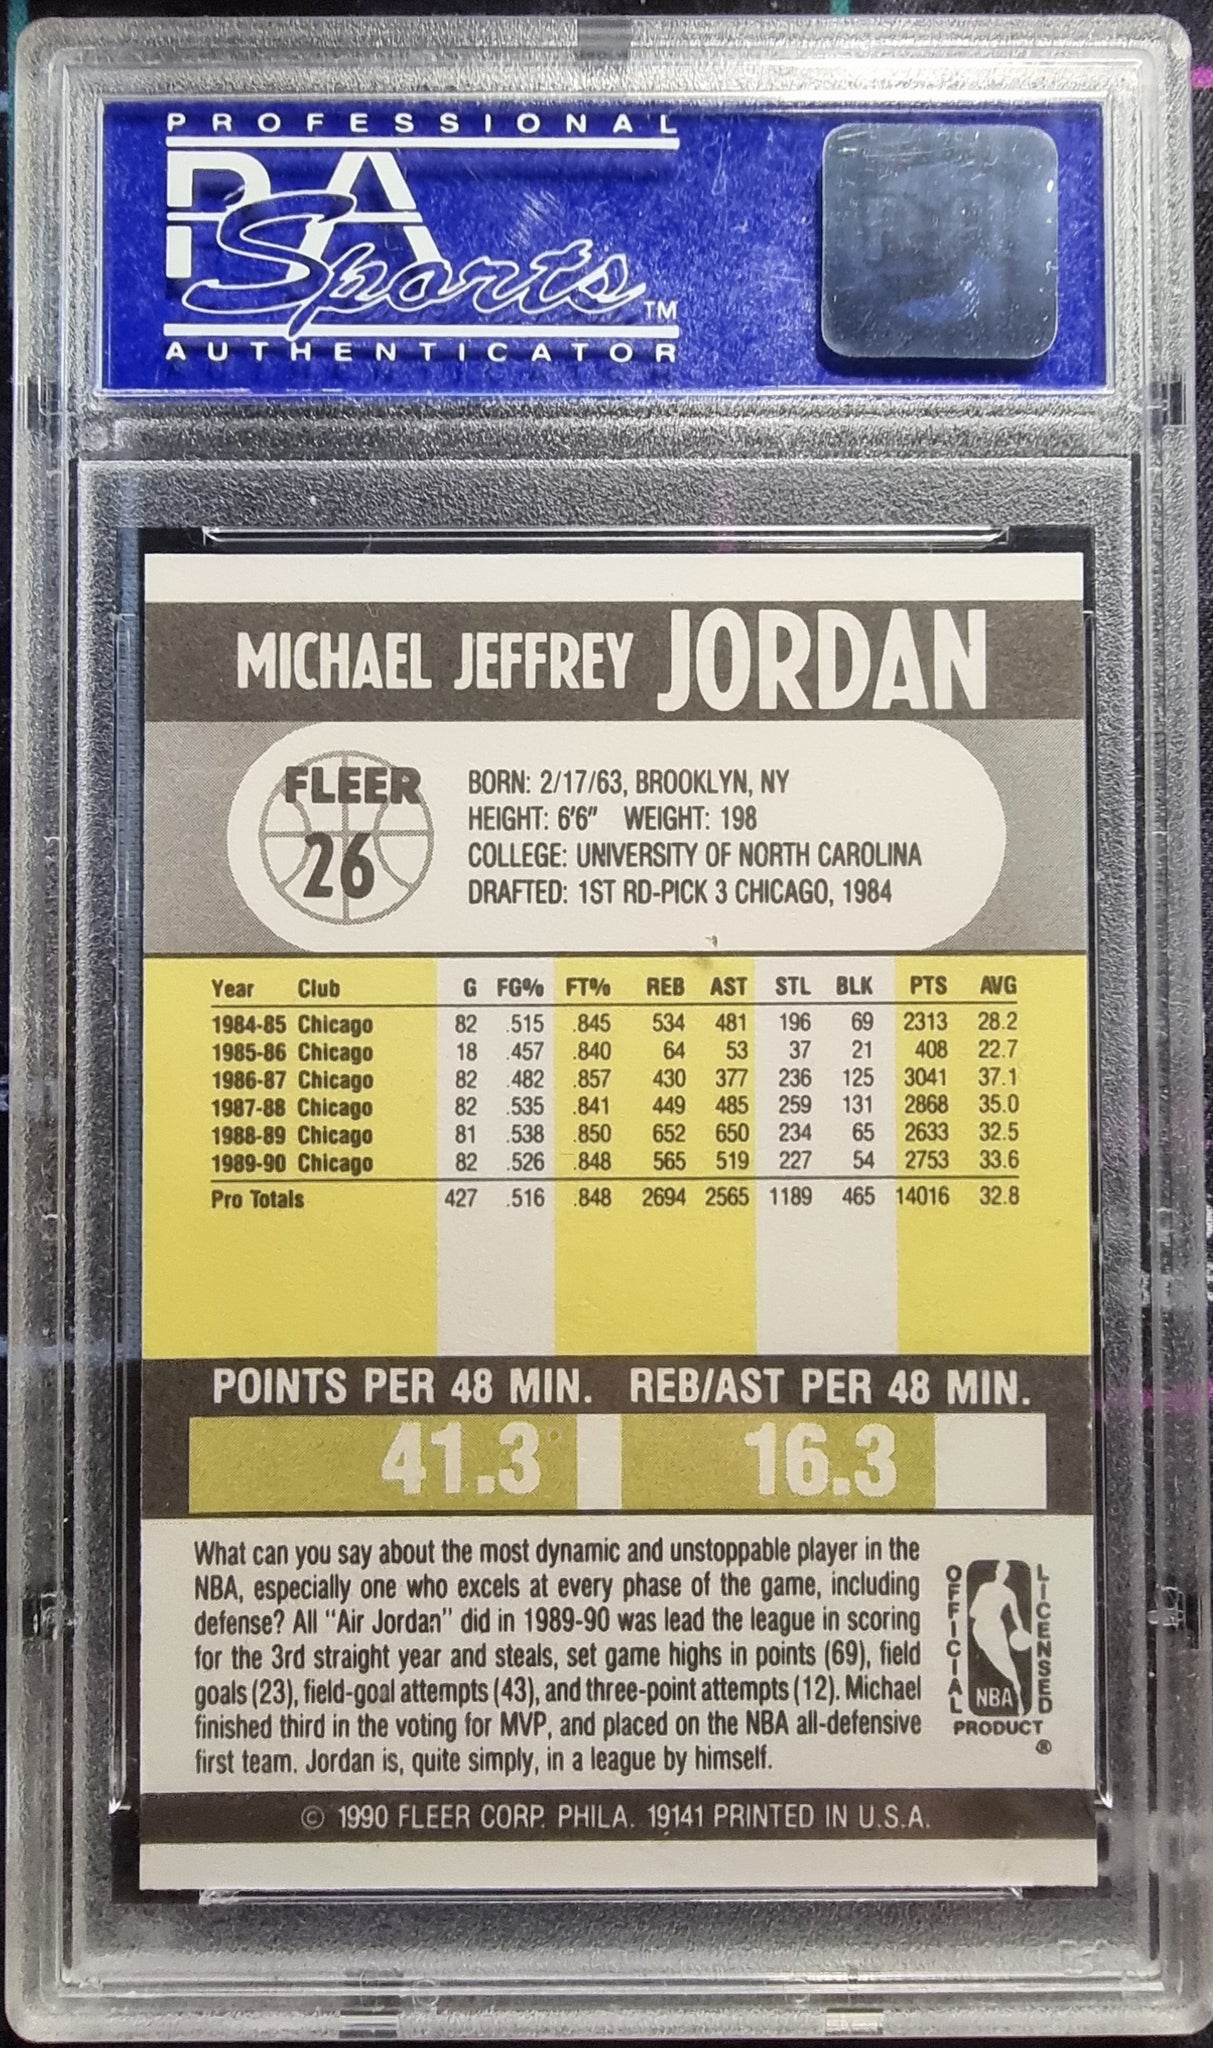 PROFESSIONAL
PSA
Sports™
AUTHENTICATOR
MICHAEL JEFFREY JORDAN
FLEER
26
BORN: 2/17/63, BROOKLYN, NY
HEIGHT: 6'6" WEIGHT: 198
COLLEGE: UNIVERSITY OF NORTH CAROLINA
DRAFTED: 1ST RD-PICK 3 CHICAGO, 1984
Year Club G FG% FT% REB AST STL BLK PTS AVG
1984-85 Chicago 82 .515 .845 534 481 196 69 2313 28.2
1985-86 Chicago 18 .457 .840 64 53 37 21 408 22.7
1986-87 Chicago 82 .482 .857 430 377 236 125 3041 37.1
1987-88 Chicago 82 .535 .841 449 485 259 131 2868 35.0
1988-89 Chicago 81 .538 .850 652 650 234 65 2633 32.5
1989-90 Chicago 82 .526 .848 565 519 227 54 2753 33.6
Pro Totals 427 .516 .848 2694 2565 1189 465 14016 32.8
POINTS PER 48 MIN. REB/AST PER 48 MIN.
41.3 16.3
What can you say about the most dynamic and unstoppable player in the
NBA, especially one who excels at every phase of the game, including
defense? All "Air Jordan" did in 1989-90 was lead the league in scoring
for the 3rd straight year and steals, set game highs in points (69), field
goals (23), field-goal attempts (43), and three-point attempts (12). Michael
finished third in the voting for MVP, and placed on the NBA all-defensive
first team. Jordan is, quite simply, in a league by himself.
OFFICIAL
LICENSED
NBA
PRODUCT
®
© 1990 FLEER CORP. PHILA. 19141 PRINTED IN U.S.A.